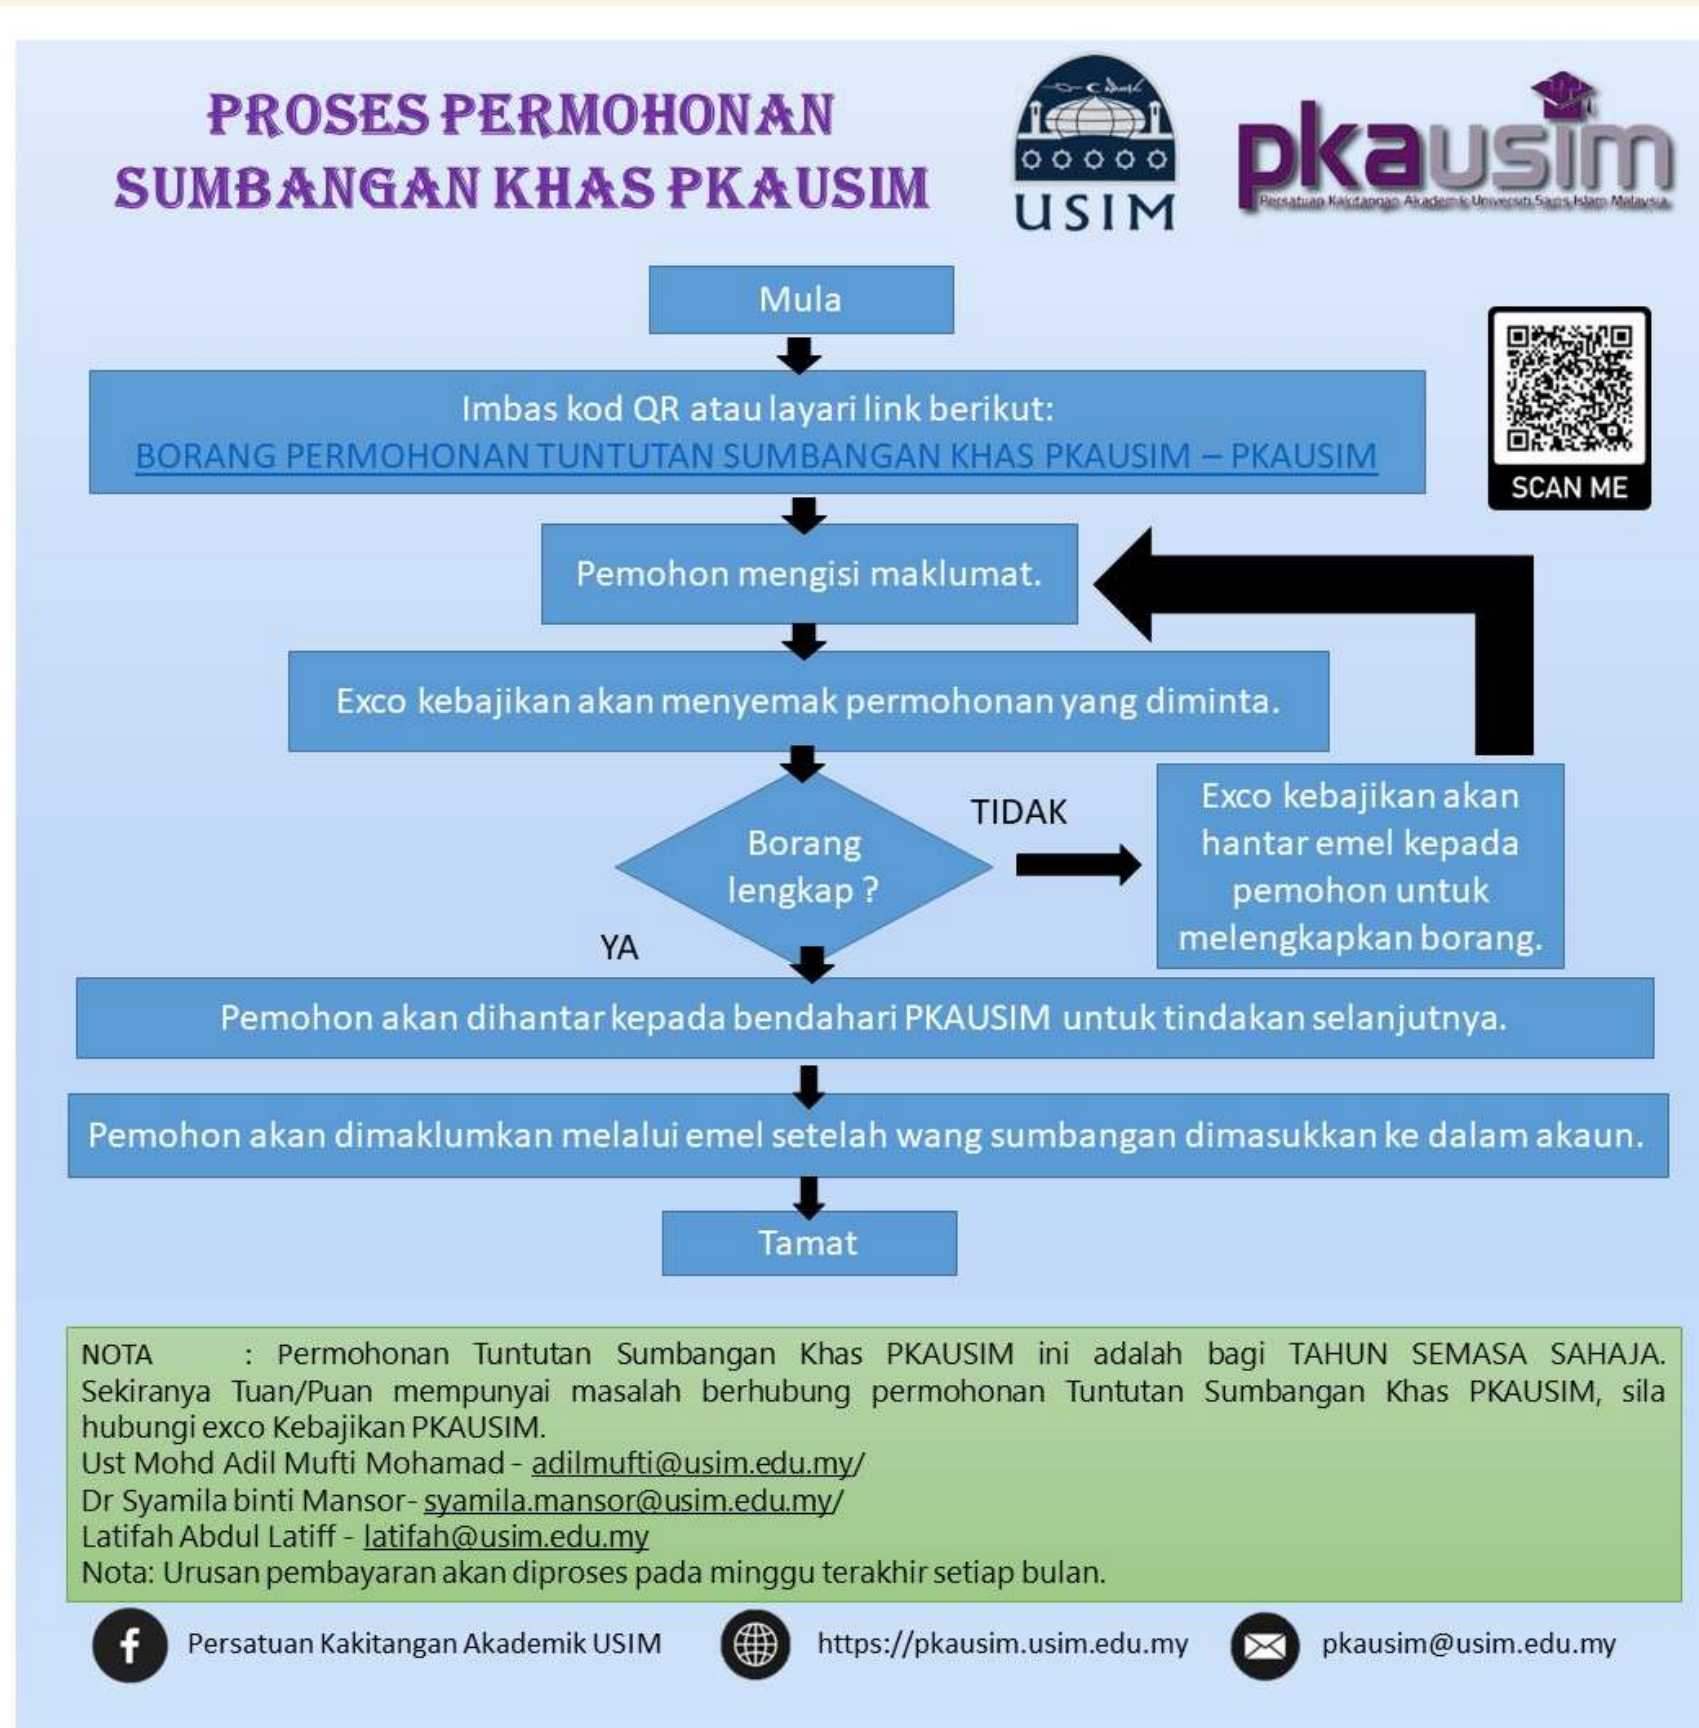 PROSES PERMOHONAN
SUMBANGAN KHAS PKAUSIM
USIM
pkausim
Persatuan Kakitangan Akademik Universiti Sains Islam Malaysia
Mula
Imbas kod QR atau layari link berikut:
BORANG PERMOHONAN TUNTUTAN SUMBANGAN KHAS PKAUSIM – PKAUSIM
SCAN ME
Pemohon mengisi maklumat.
Exco kebajikan akan menyemak permohonan yang diminta.
Borang
lengkap ?
TIDAK
Exco kebajikan akan
hantar emel kepada
pemohon untuk
melengkapkan borang.
YA
Pemohon akan dihantar kepada bendahari PKAUSIM untuk tindakan selanjutnya.
Pemohon akan dimaklumkan melalui emel setelah wang sumbangan dimasukkan ke dalam akaun.
Tamat
NOTA : Permohonan Tuntutan Sumbangan Khas PKAUSIM ini adalah bagi TAHUN SEMASA SAHAJA.
Sekiranya Tuan/Puan mempunyai masalah berhubung permohonan Tuntutan Sumbangan Khas PKAUSIM, sila
hubungi exco Kebajikan PKAUSIM.
Ust Mohd Adil Mufti Mohamad - adilmufti@usim.edu.my/
Dr Syamila binti Mansor- syamila.mansor@usim.edu.my/
Latifah Abdul Latiff - latifah@usim.edu.my
Nota: Urusan pembayaran akan diproses pada minggu terakhir setiap bulan.
Persatuan Kakitangan Akademik USIM
https://pkausim.usim.edu.my
pkausim@usim.edu.my